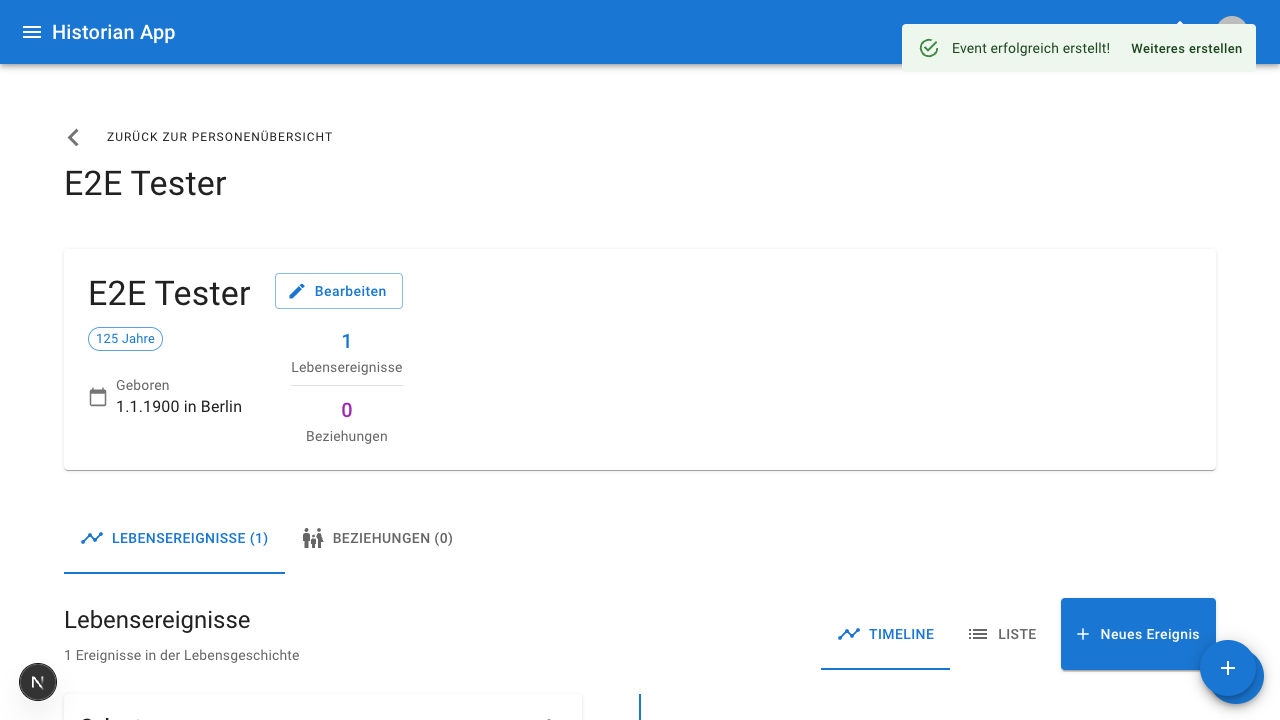 Historian App
Event erfolgreich erstellt! Weiteres erstellen
ZURÜCK ZUR PERSONENÜBERSICHT
E2E Tester
E2E Tester
Bearbeiten
125 Jahre
1
Lebensereignisse
Geboren
1.1.1900 in Berlin
0
Beziehungen
LEBENSEREIGNISSE (1)
BEZIEHUNGEN (0)
Lebensereignisse
TIMELINE
LISTE
Neues Ereignis
1 Ereignisse in der Lebensgeschichte
N